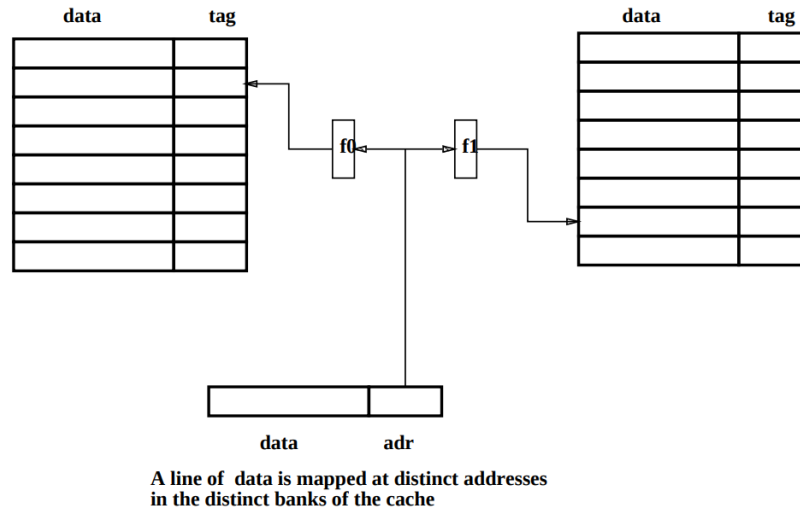 data tag data tag
f0 f1
data adr
A line of data is mapped at distinct addresses
in the distinct banks of the cache